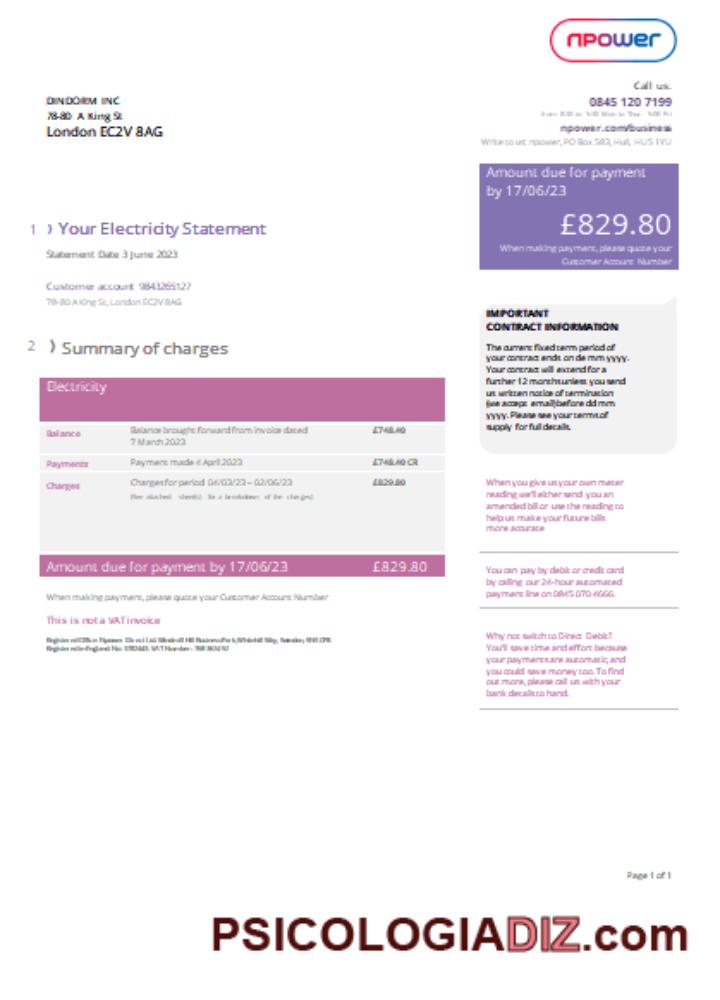 npower
Call us:
0845 120 7199
npower.com/business
Write to us: npower, PO Box 583, Hull, HU5 1YU
DINDORM INC
78-80 A King St
London EC2V 8AG
Amount due for payment
by 17/06/23
£829.80
When making payment, please quote your
Customer Account Number
1 ) Your Electricity Statement
Statement Date 3 June 2023
Customer account 9843265127
78-80 A King St, London EC2V 8AG
2 ) Summary of charges
Electricity
Balance Balance brought forward from invoice dated £748.40
7 March 2023
Payments Payment made 4 April 2023 £748.40 CR
Charges Charges for period 04/03/23 – 02/06/23 £829.80
(See attached sheet(s) for a breakdown of the charges)
Amount due for payment by 17/06/23 £829.80
When making payment, please quote your Customer Account Number
This is not a VAT invoice
IMPORTANT
CONTRACT INFORMATION
The current fixed term period of
your contract ends on de mm yyyy.
Your contract will extend for a
further 12 months unless you send
us written notice of termination
(we accept email) before dd mm
yyyy. Please see your terms of
supply for full details.
When you give us your own meter
reading we'll either send you an
amended bill or use the reading to
help us make your future bills
more accurate
You can pay by debit or credit card
by calling our 24-hour automated
payment line on 0845 070 4666.
Why not switch to Direct Debit?
You'll save time and effort because
your payments are automatic, and
you could save money too. To find
out more, please call us with your
bank details to hand.
Page 1 of 1
PSICOLOGIADIZ.com